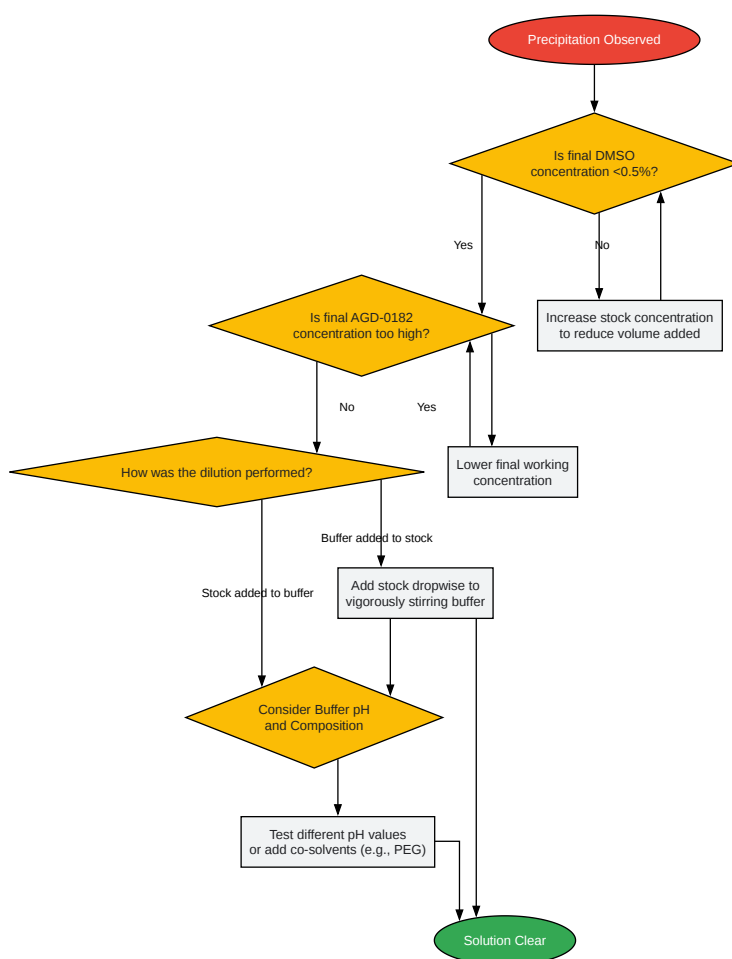 Precipitation Observed
Is final DMSO
concentration <0.5%?
Yes
No
Increase stock concentration
to reduce volume added
Is final AGD-0182
concentration too high?
No
Yes
Lower final working
concentration
How was the dilution performed?
Buffer added to stock
Stock added to buffer
Add stock dropwise to
vigorously stirring buffer
Consider Buffer pH
and Composition
Test different pH values
or add co-solvents (e.g., PEG)
Solution Clear